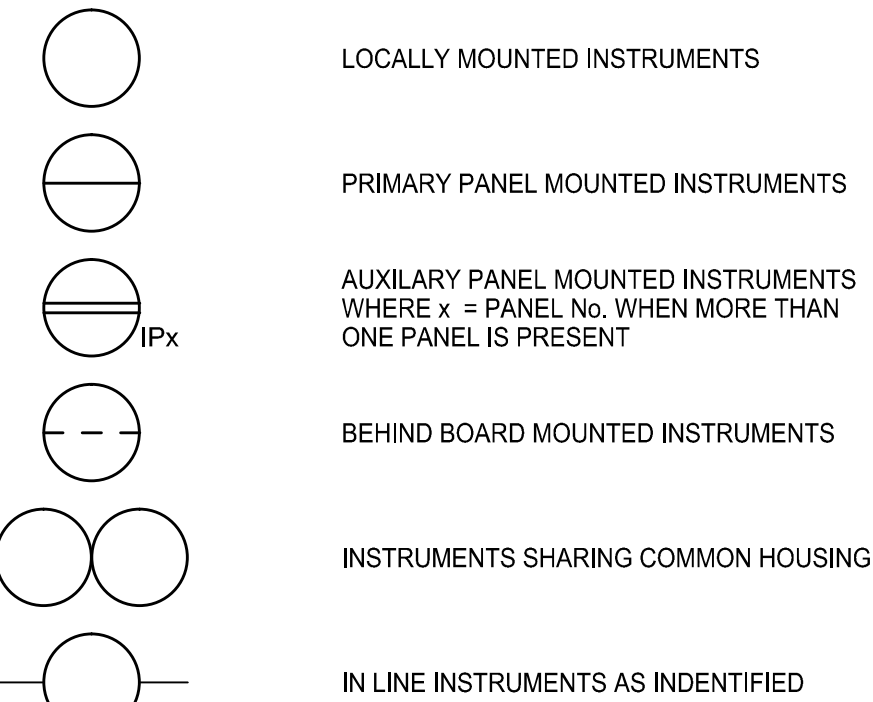 LOCALLY MOUNTED INSTRUMENTS
PRIMARY PANEL MOUNTED INSTRUMENTS
AUXILARY PANEL MOUNTED INSTRUMENTS
WHERE x = PANEL No. WHEN MORE THAN
ONE PANEL IS PRESENT
IPx
BEHIND BOARD MOUNTED INSTRUMENTS
INSTRUMENTS SHARING COMMON HOUSING
IN LINE INSTRUMENTS AS INDENTIFIED